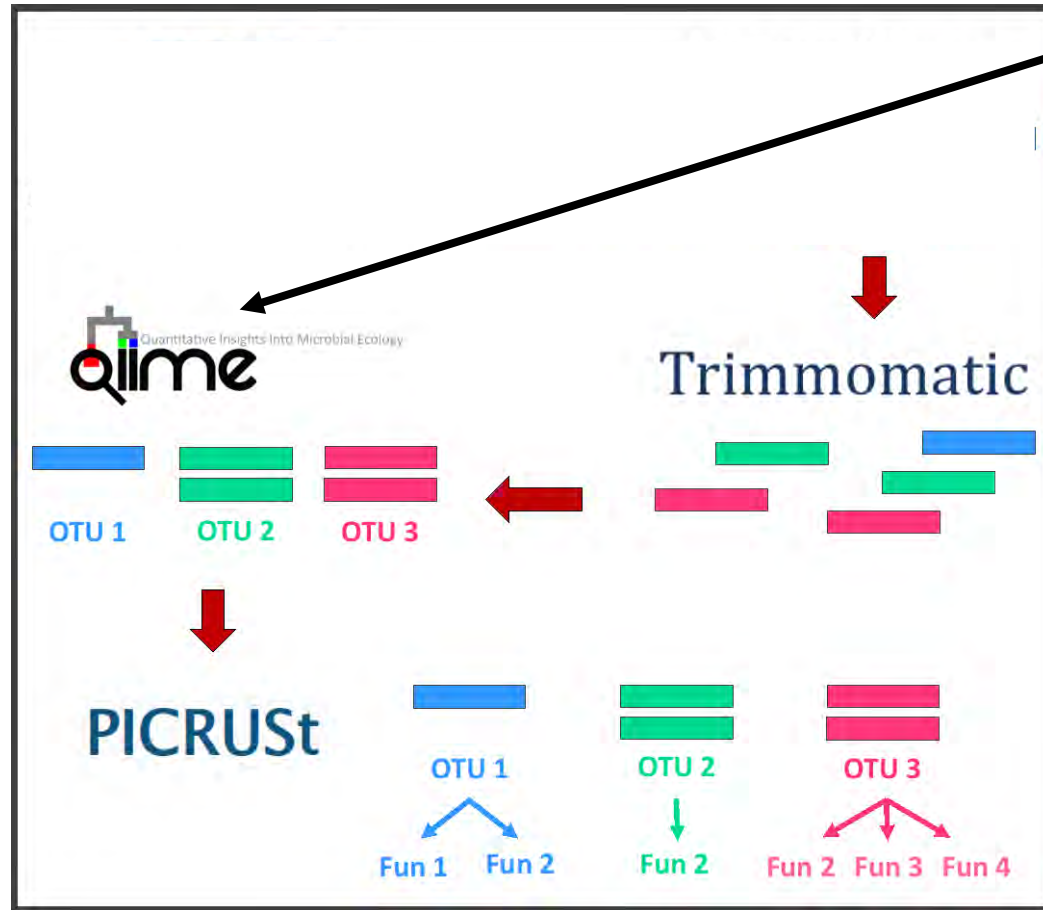 Quantitative Insights Into Microbial Ecology
qiime
Trimmomatic
OTU 1 OTU 2 OTU 3
PICRUSt
OTU 1 OTU 2 OTU 3
Fun 1 Fun 2 Fun 2 Fun 2 Fun 3 Fun 4